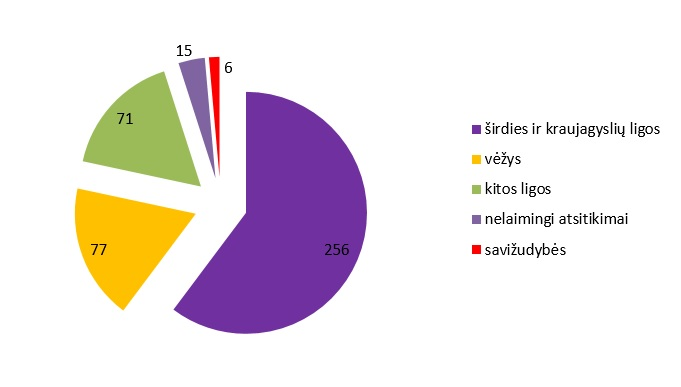 15
6
71
77
256
širdies ir kraujagyslių ligos
vėžys
kitos ligos
nelaimingi atsitikimai
savižudybės